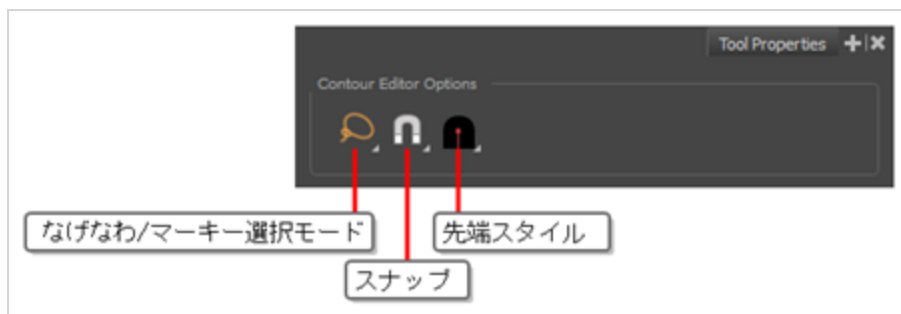 Tool Properties
Contour Editor Options
なげなわ/マーキー選択モード
先端スタイル
スナップ